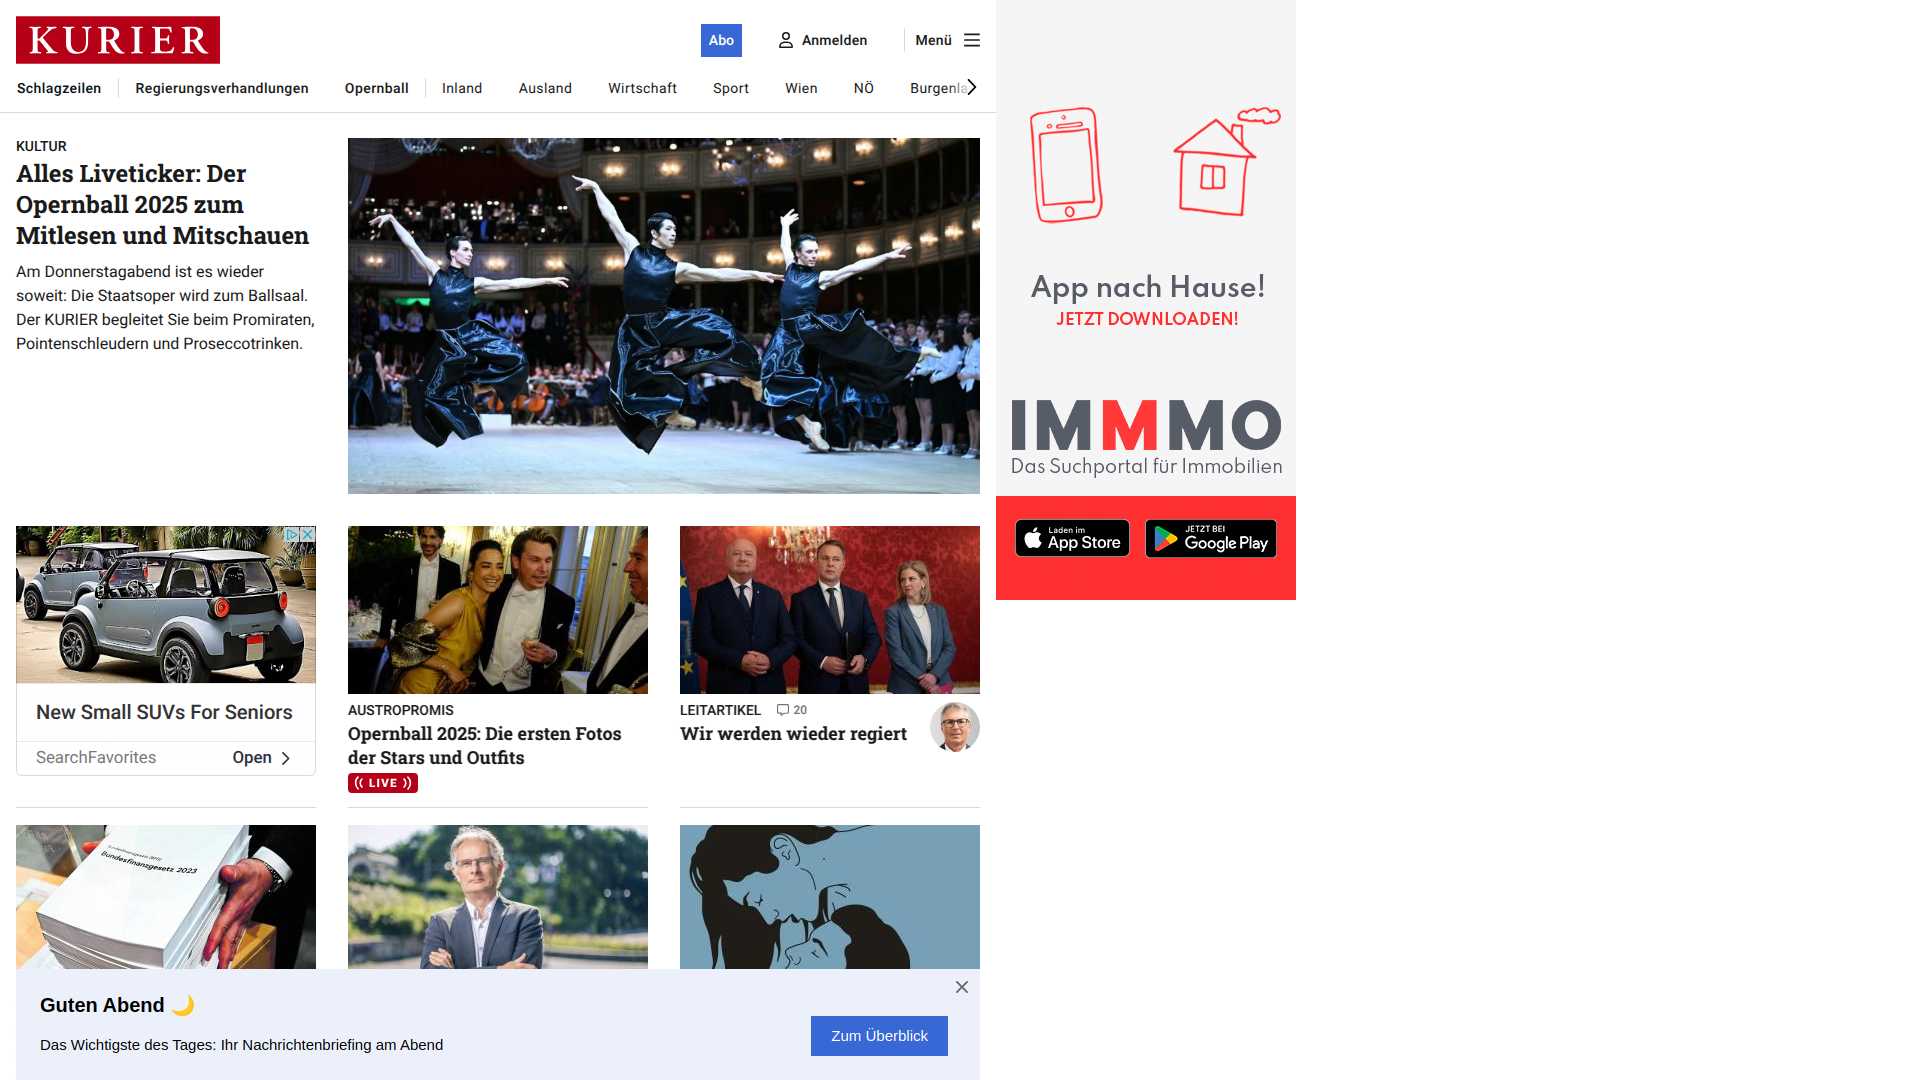 KURIER
Abo
Anmelden
Menü
Schlagzeilen
Regierungsverhandlungen
Opernball
Inland
Ausland
Wirtschaft
Sport
Wien
NÖ
Burgenla
KULTUR
Alles Liveticker: Der
Opernball 2025 zum
Mitlesen und Mitschauen
Am Donnerstagabend ist es wieder
soweit: Die Staatsoper wird zum Ballsaal.
Der KURIER begleitet Sie beim Promiraten,
Pointenschleudern und Proseccotrinken.
App nach Hause!
JETZT DOWNLOADEN!
IMMMO
Das Suchportal für Immobilien
Laden im
App Store
JETZT BEI
Google Play
New Small SUVs For Seniors
SearchFavorites
Open
AUSTROPROMIS
Opernball 2025: Die ersten Fotos
der Stars und Outfits
LIVE
LEITARTIKEL
20
Wir werden wieder regiert
Bundesfinanzgesetz 2023
Guten Abend 🌙
Das Wichtigste des Tages: Ihr Nachrichtenbriefing am Abend
Zum Überblick